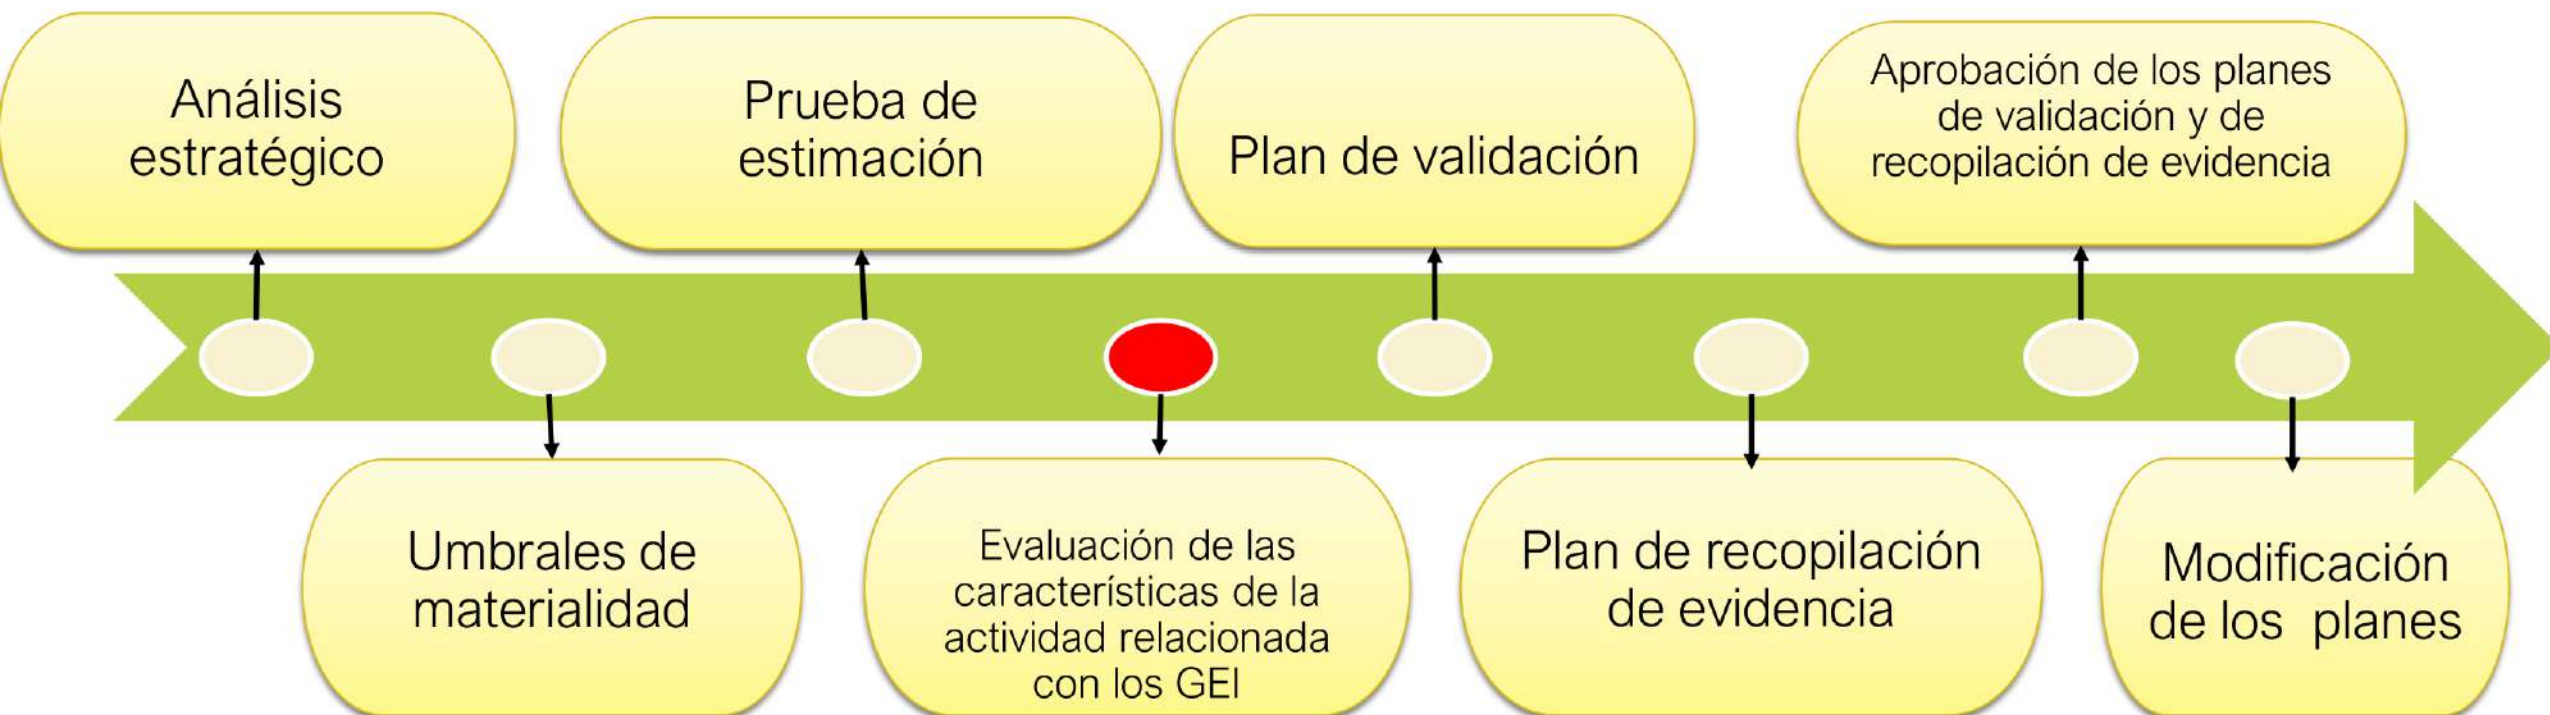 Análisis
estratégico
Prueba de
estimación
Plan de validación
Aprobación de los planes
de validación y de
recopilación de evidencia
Umbrales de
materialidad
Evaluación de las
características de la
actividad relacionada
con los GEI
Plan de recopilación
de evidencia
Modificación
de los  planes